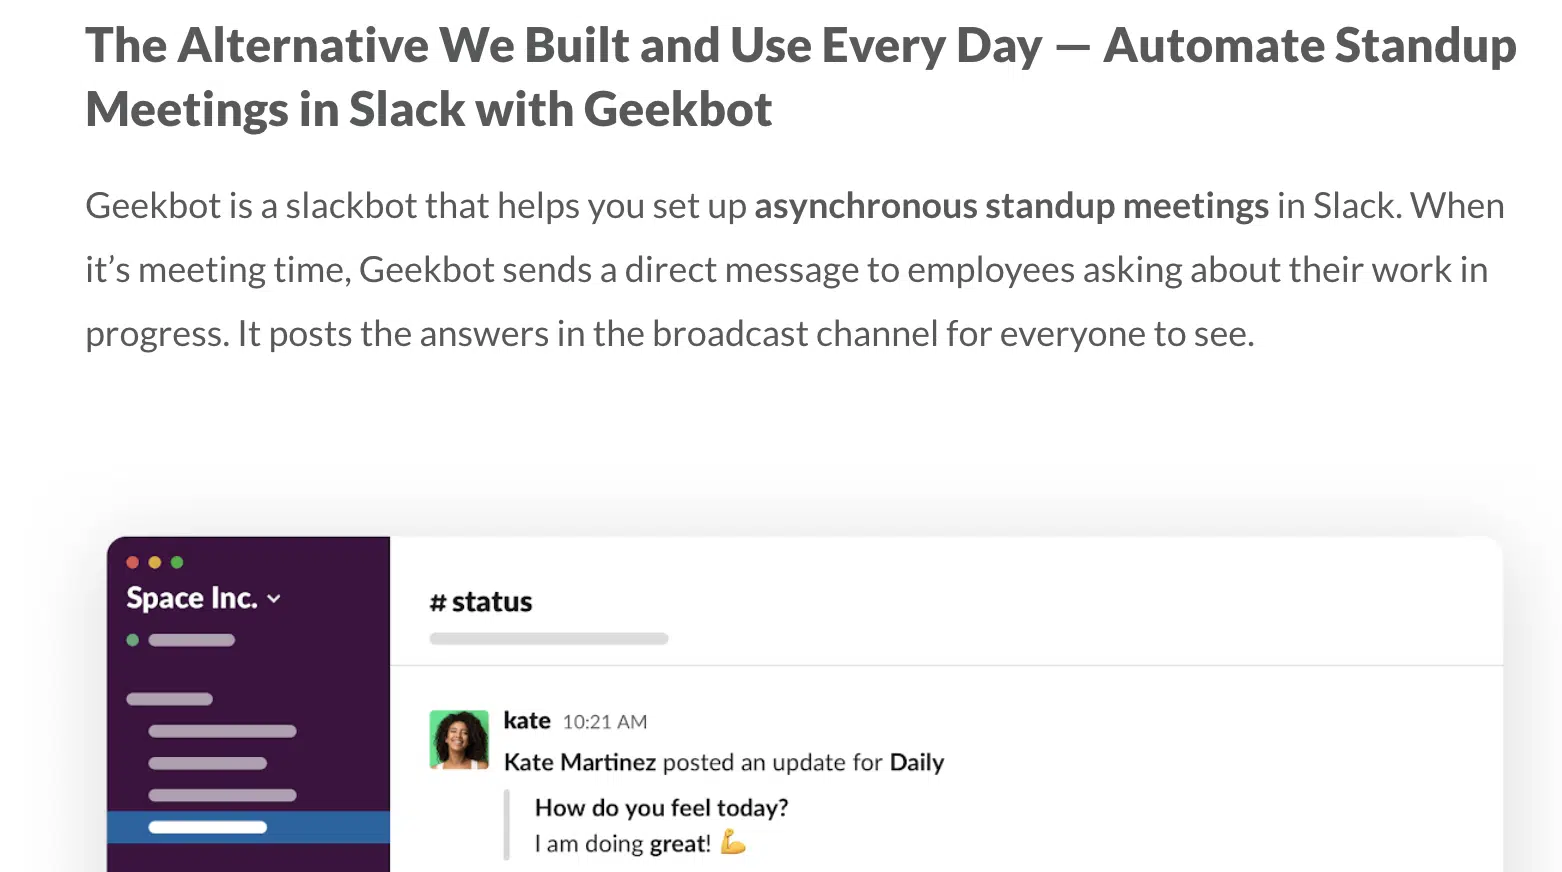 The Alternative We Built and Use Every Day — Automate Standup
Meetings in Slack with Geekbot
Geekbot is a slackbot that helps you set up asynchronous standup meetings in Slack. When
it’s meeting time, Geekbot sends a direct message to employees asking about their work in
progress. It posts the answers in the broadcast channel for everyone to see.
Space Inc.
# status
kate 10:21 AM
Kate Martinez posted an update for Daily
How do you feel today?
I am doing great! 💪